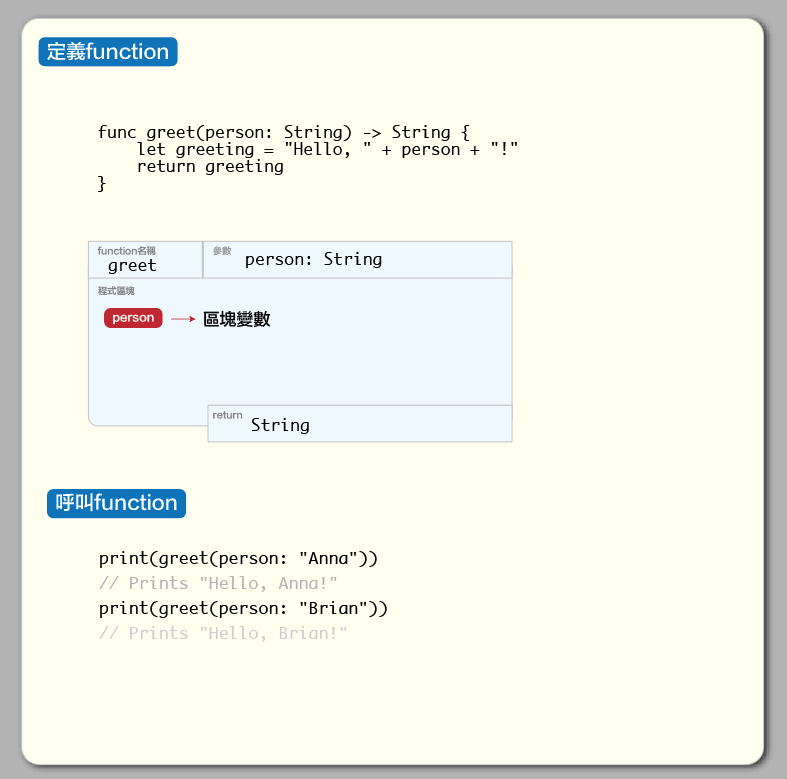 定義function
func greet(person: String) -> String {
    let greeting = "Hello, " + person + "!"
    return greeting
}
function名稱
greet
參數
person: String
程式區塊
person
區塊變數
return
String
呼叫function
print(greet(person: "Anna"))
// Prints "Hello, Anna!"
print(greet(person: "Brian"))
// Prints "Hello, Brian!"